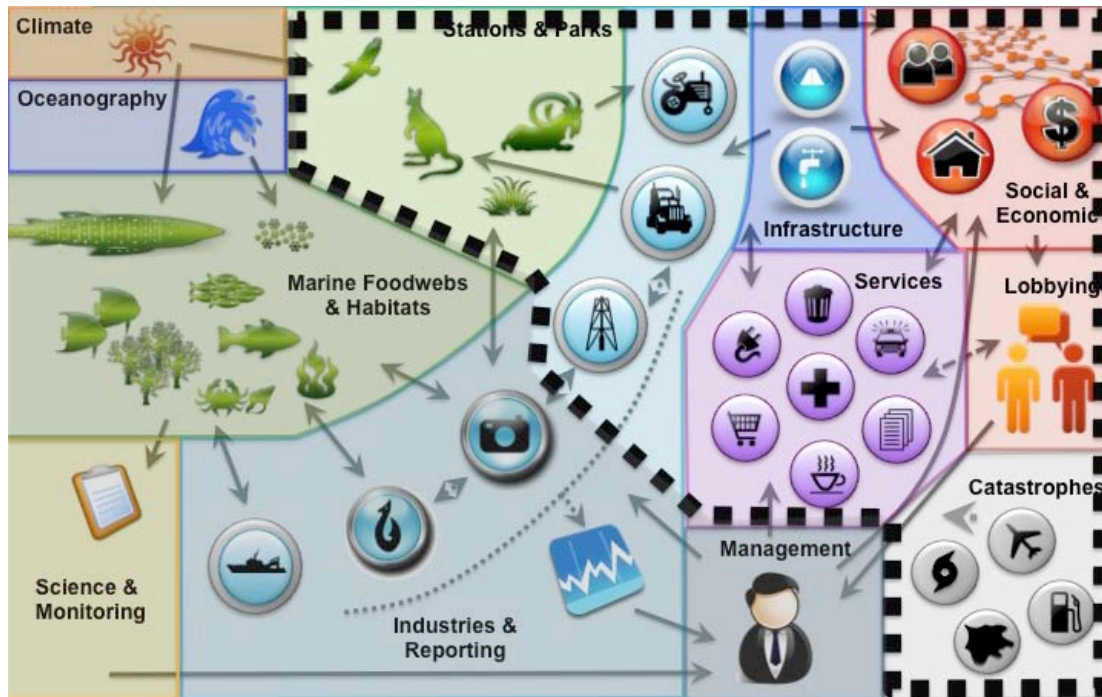 Climate
Stations & Parks
Oceanography
Social &
Economic
Infrastructure
Marine Foodwebs
& Habitats
Services
Lobbying
Catastrophes
Management
Science &
Monitoring
Industries &
Reporting